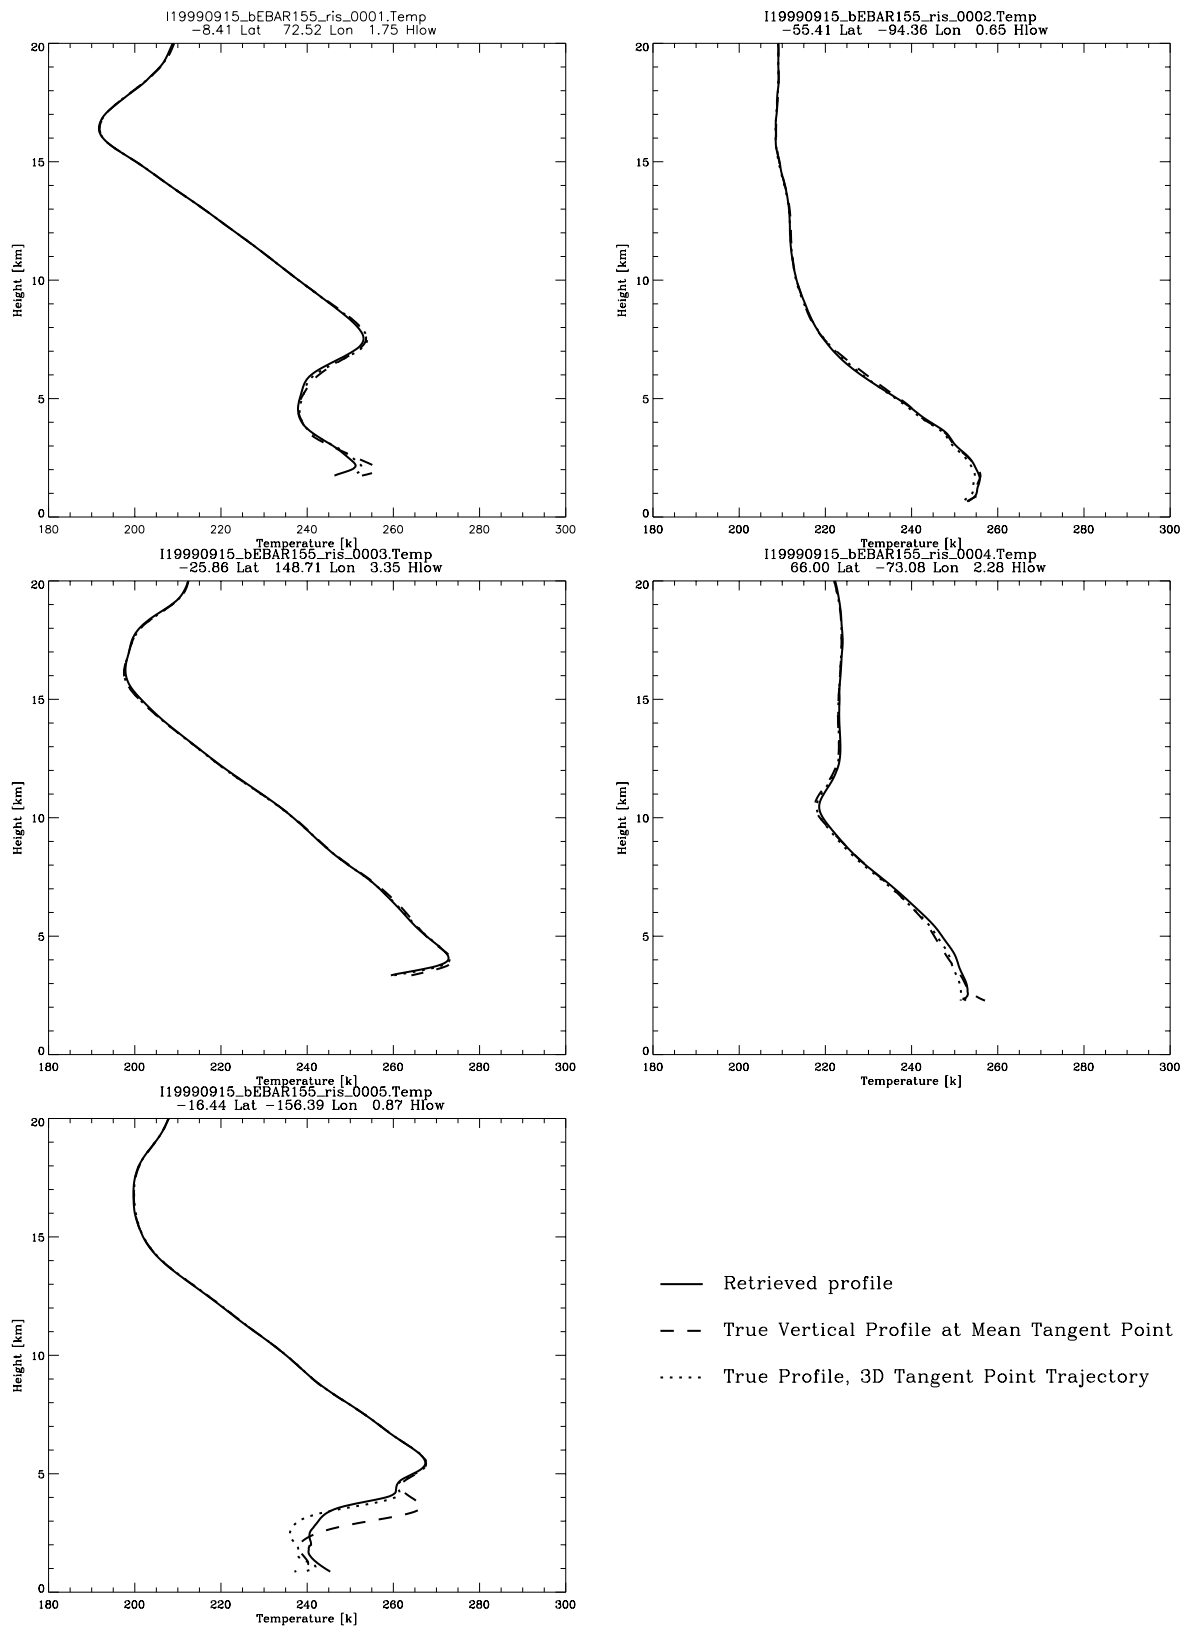 I19990915_bEBAR155_ris_0001.Temp
−8.41 Lat 72.52 Lon 1.75 Hlow
20
15
10
5
0
Height [km]
180 200 220 240 260 280 300
Temperature [k]
I19990915_bEBAR155_ris_0002.Temp
−55.41 Lat −94.36 Lon 0.65 Hlow
20
15
10
5
0
Height [km]
180 200 220 240 260 280 300
Temperature [k]
I19990915_bEBAR155_ris_0003.Temp
−25.86 Lat 148.71 Lon 3.35 Hlow
20
15
10
5
0
Height [km]
180 200 220 240 260 280 300
Temperature [k]
I19990915_bEBAR155_ris_0004.Temp
66.00 Lat −73.08 Lon 2.28 Hlow
20
15
10
5
0
Height [km]
180 200 220 240 260 280 300
Temperature [k]
I19990915_bEBAR155_ris_0005.Temp
−16.44 Lat −156.39 Lon 0.87 Hlow
20
15
10
5
0
Height [km]
180 200 220 240 260 280 300
Temperature [k]
Retrieved profile
True Vertical Profile at Mean Tangent Point
True Profile, 3D Tangent Point Trajectory